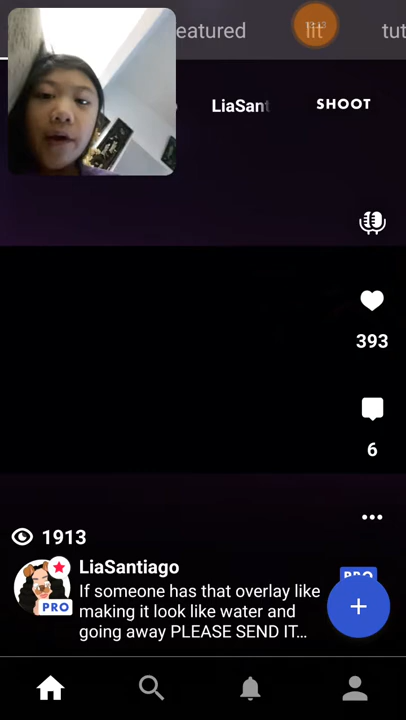 eatured
lit
tut
LiaSant
SHOOT
393
6
1913
LiaSantiago
If someone has that overlay like
making it look like water and
going away PLEASE SEND IT...
PRO
PRO